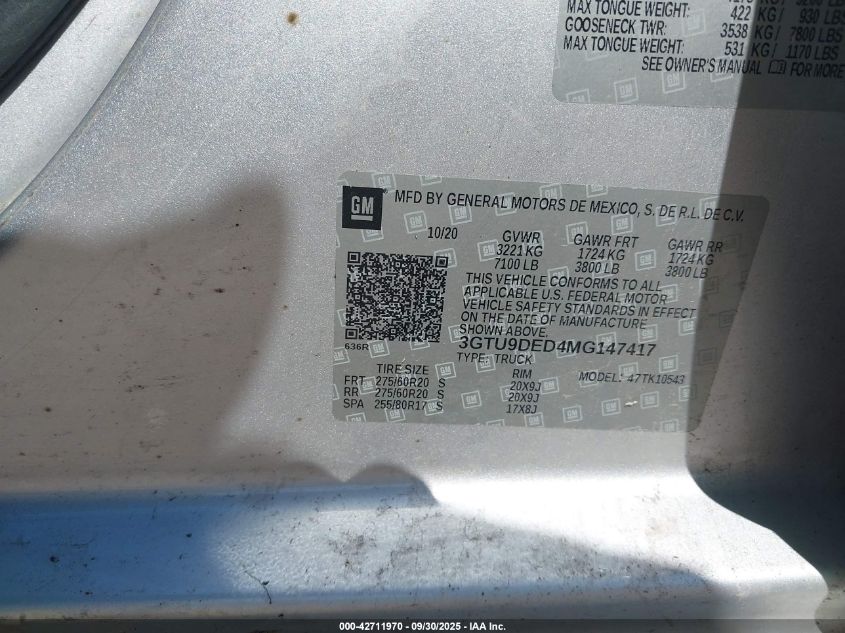 MAX TONGUE WEIGHT: 422 KG / 930 LBS
GOOSENECK TWR: 3538 KG / 7800 LBS
MAX TONGUE WEIGHT: 531 KG / 1170 LBS
SEE OWNER'S MANUAL FOR MORE
GM ® MFD BY GENERAL MOTORS DE MEXICO, S. DE R.L. DE C.V.
10/20 GVWR GAWR FRT GAWR RR
3221 KG 1724 KG 1724 KG
7100 LB 3800 LB 3800 LB
THIS VEHICLE CONFORMS TO ALL
APPLICABLE U.S. FEDERAL MOTOR
VEHICLE SAFETY STANDARDS IN EFFECT
ON THE DATE OF MANUFACTURE
SHOWN ABOVE.
636R 3GTU9DED4MG147417
TYPE: TRUCK
TIRE SIZE RIM MODEL: 47TK10543
FRT 275/60R20 S 20X9J
RR 275/60R20 S 20X9J
SPA 255/80R17 S 17X8J
000-42711970 - 09/30/2025 - IAA Inc.